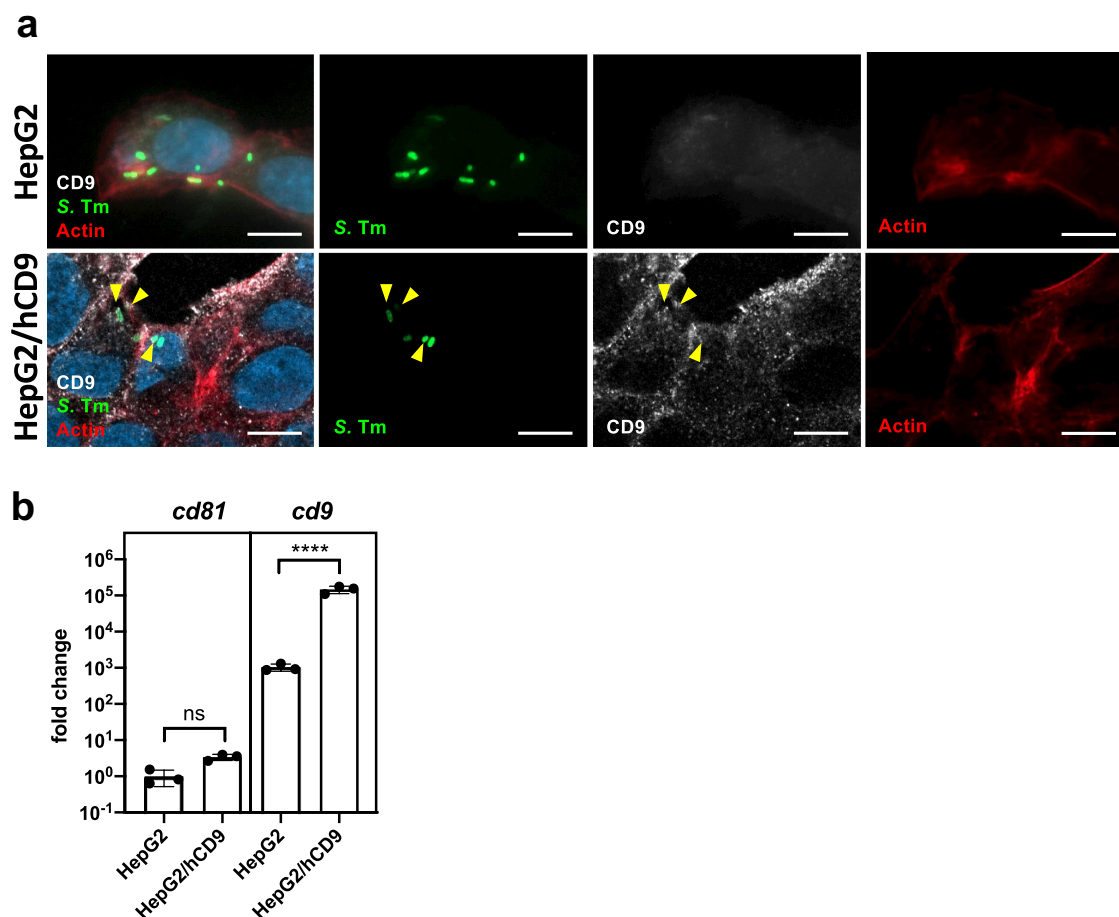 a
HepG2
CD9
S. Tm
Actin
S. Tm
CD9
Actin
HepG2/hCD9
CD9
S. Tm
Actin
S. Tm
CD9
Actin
b
cd81 cd9
fold change
10⁶
10⁵
10⁴
10³
10²
10¹
10⁰
10⁻¹
ns
****
HepG2
HepG2/hCD9
HepG2
HepG2/hCD9